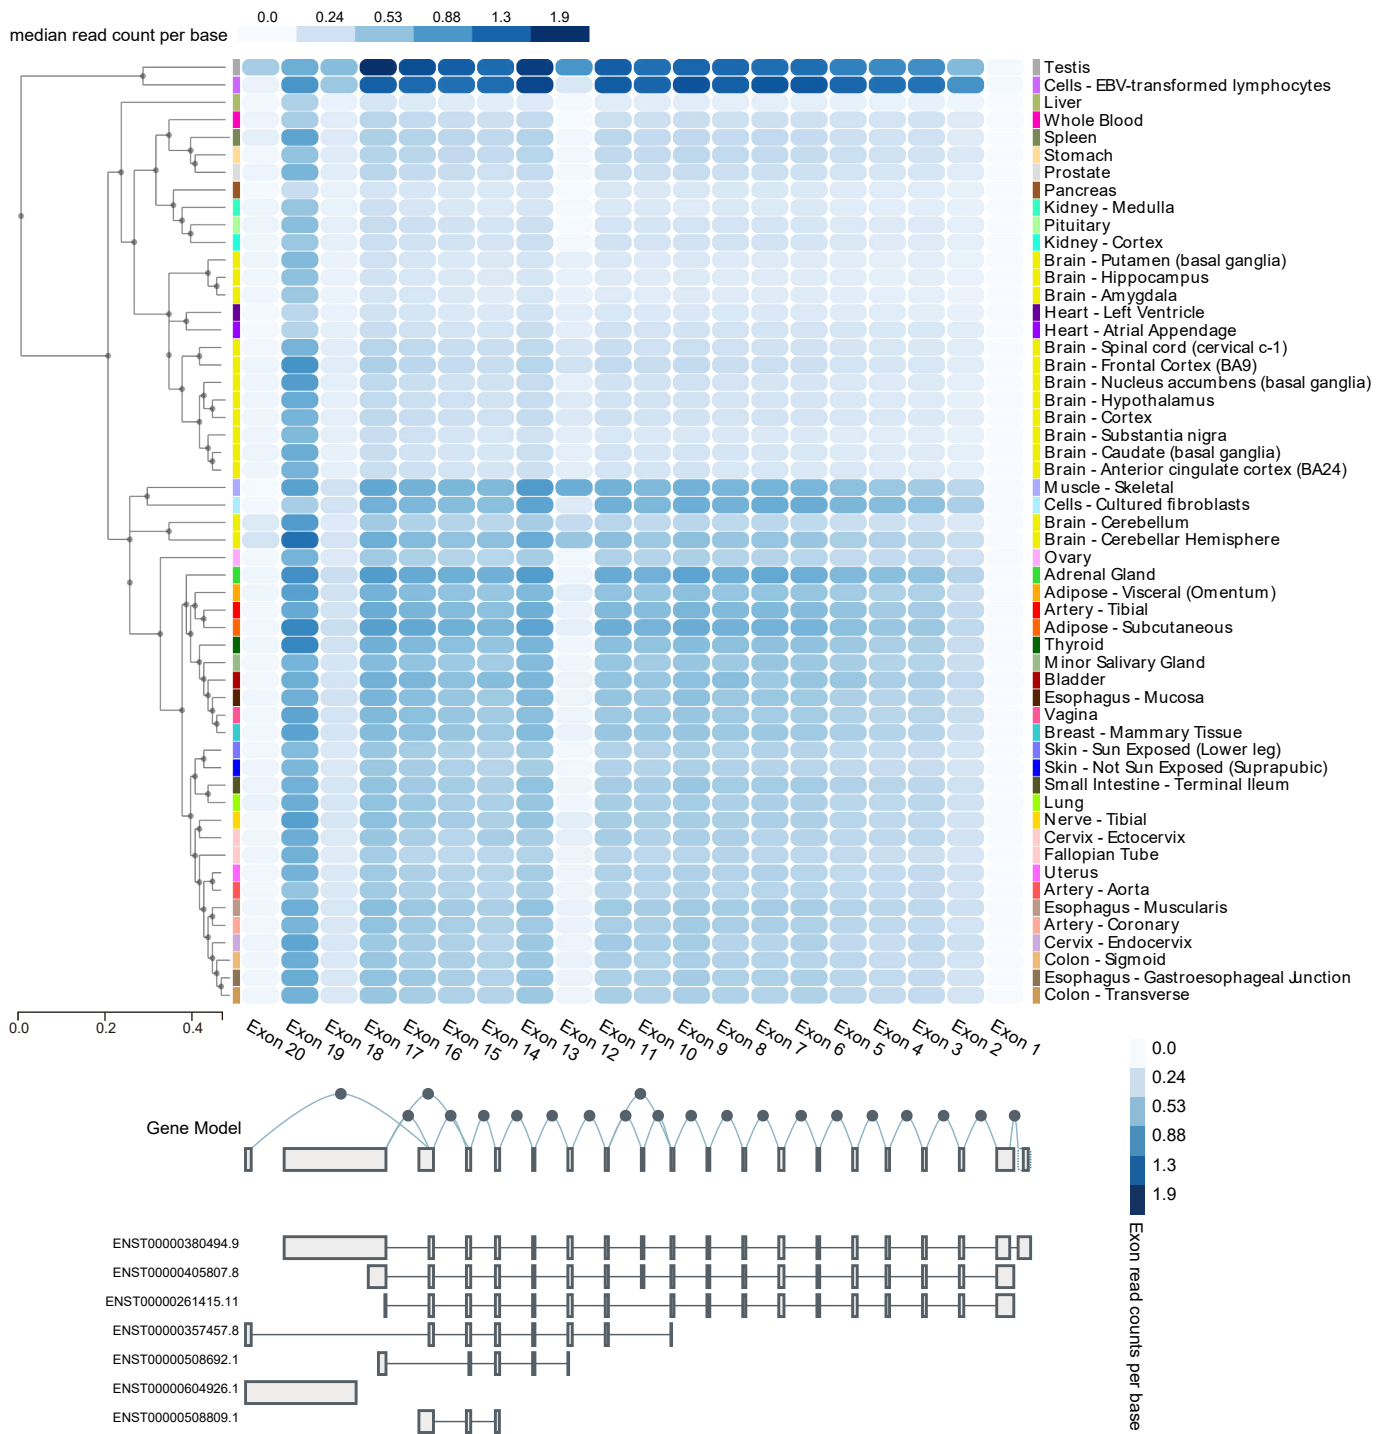 0.0 0.24 0.53 0.88 1.3 1.9
median read count per base
Testis
Cells - EBV-transformed lymphocytes
Liver
Whole Blood
Spleen
Stomach
Prostate
Pancreas
Kidney - Medulla
Pituitary
Kidney - Cortex
Brain - Putamen (basal ganglia)
Brain - Hippocampus
Brain - Amygdala
Heart - Left Ventricle
Heart - Atrial Appendage
Brain - Spinal cord (cervical c-1)
Brain - Frontal Cortex (BA9)
Brain - Nucleus accumbens (basal ganglia)
Brain - Hypothalamus
Brain - Cortex
Brain - Substantia nigra
Brain - Caudate (basal ganglia)
Brain - Anterior cingulate cortex (BA24)
Muscle - Skeletal
Cells - Cultured fibroblasts
Brain - Cerebellum
Brain - Cerebellar Hemisphere
Ovary
Adrenal Gland
Adipose - Visceral (Omentum)
Artery - Tibial
Adipose - Subcutaneous
Thyroid
Minor Salivary Gland
Bladder
Esophagus - Mucosa
Vagina
Breast - Mammary Tissue
Skin - Sun Exposed (Lower leg)
Skin - Not Sun Exposed (Suprapubic)
Small Intestine - Terminal Ileum
Lung
Nerve - Tibial
Cervix - Ectocervix
Fallopian Tube
Uterus
Artery - Aorta
Esophagus - Muscularis
Artery - Coronary
Cervix - Endocervix
Colon - Sigmoid
Esophagus - Gastroesophageal Junction
Colon - Transverse
0.0 0.2 0.4
Exon 20
Exon 19
Exon 18
Exon 17
Exon 16
Exon 15
Exon 14
Exon 13
Exon 12
Exon 11
Exon 10
Exon 9
Exon 8
Exon 7
Exon 6
Exon 5
Exon 4
Exon 3
Exon 2
Exon 1
0.0
0.24
0.53
0.88
1.3
1.9
Exon read counts per base
Gene Model
ENST00000380494.9
ENST00000405807.8
ENST00000261415.11
ENST00000357457.8
ENST00000508692.1
ENST00000604926.1
ENST00000508809.1